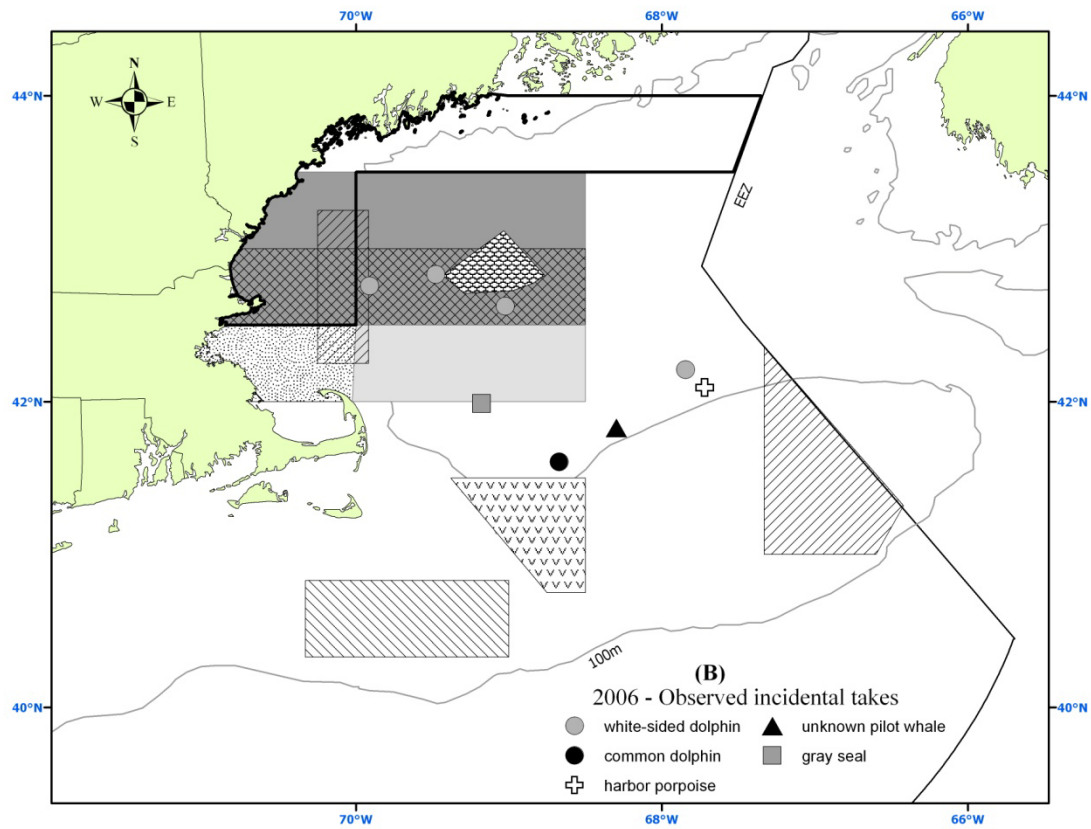 70°W 68°W 66°W
N
W E
S
44°N 44°N
EEZ
42°N 42°N
100m
(B)
2006 - Observed incidental takes
40°N 40°N
white-sided dolphin unknown pilot whale
common dolphin gray seal
harbor porpoise
70°W 68°W 66°W